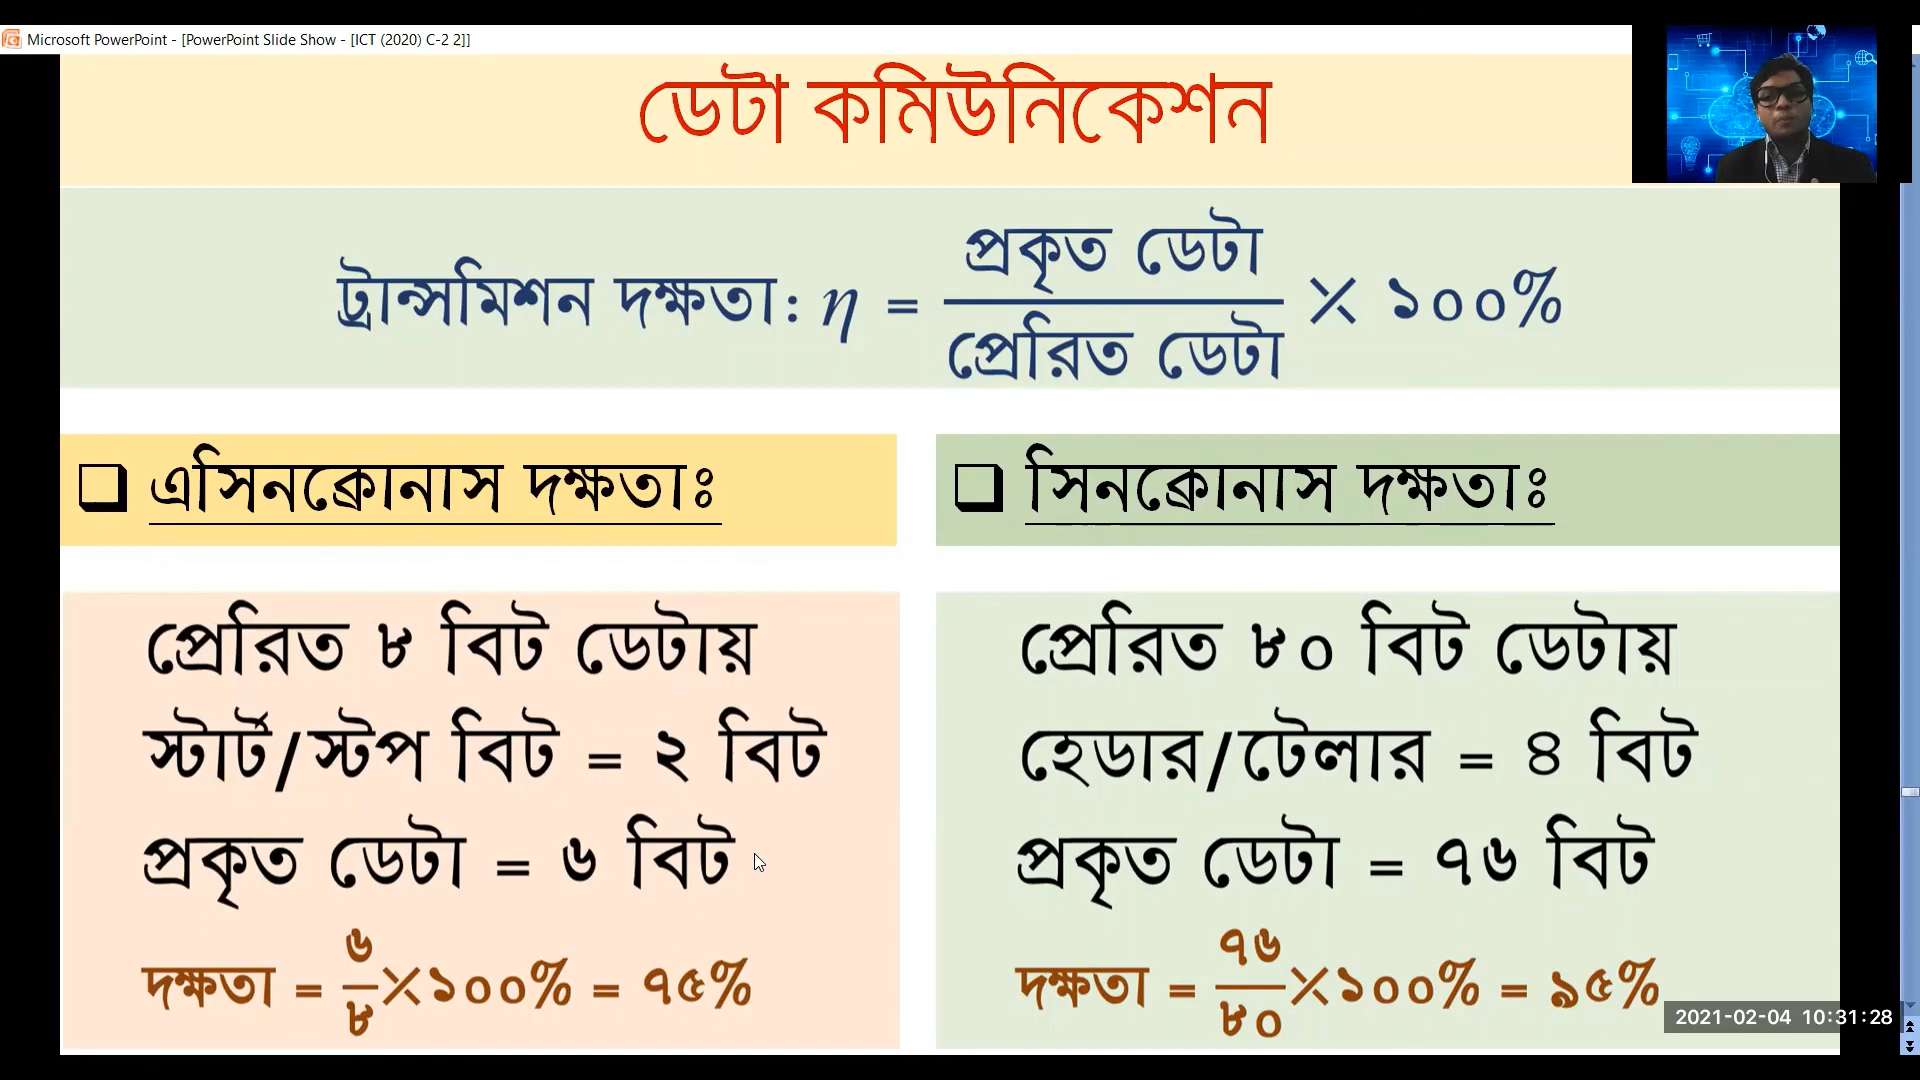 Microsoft PowerPoint - [PowerPoint Slide Show - [ICT (2020) C-2 2]]
ডেটা কমিউনিকেশন
ট্রান্সমিশন দক্ষতা: η = প্রকৃত ডেটা / প্রেরিত ডেটা × ১০০%
❑ এসিনক্রোনাস দক্ষতাঃ
প্রেরিত ৮ বিট ডেটায়
স্টার্ট/স্টপ বিট = ২ বিট
প্রকৃত ডেটা = ৬ বিট
দক্ষতা = ৬/৮ × ১০০% = ৭৫%
❑ সিনক্রোনাস দক্ষতাঃ
প্রেরিত ৮০ বিট ডেটায়
হেডার/টেলার = ৪ বিট
প্রকৃত ডেটা = ৭৬ বিট
দক্ষতা = ৭৬/৮০ × ১০০% = ৯৫%
2021-02-04 10:31:28